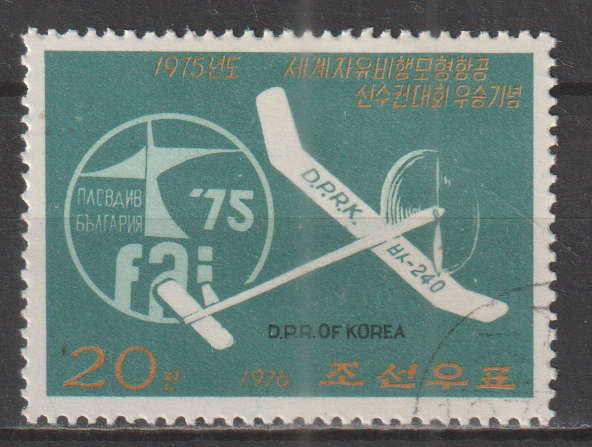 1975년도 세계자유비행모형항공
선수권대회우승기념
ПЛЕВДИВ
БЪЛГАРИЯ
'75
fai
D.P.R.K.
ВХ-240
D.P.R. OF KOREA
20전
1976
조선우표